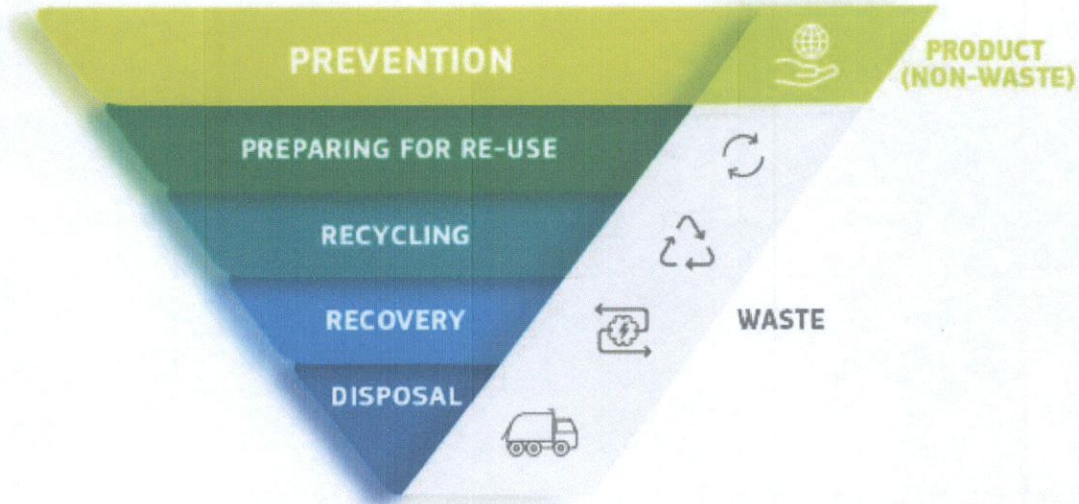 PREVENTION
PRODUCT
(NON-WASTE)
PREPARING FOR RE-USE
RECYCLING
RECOVERY
WASTE
DISPOSAL